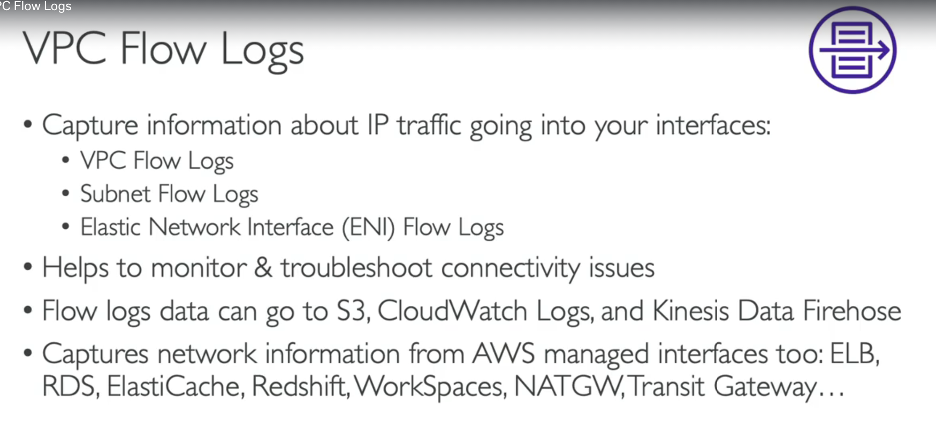 PC Flow Logs
VPC Flow Logs
• Capture information about IP traffic going into your interfaces:
• VPC Flow Logs
• Subnet Flow Logs
• Elastic Network Interface (ENI) Flow Logs
• Helps to monitor & troubleshoot connectivity issues
• Flow logs data can go to S3, CloudWatch Logs, and Kinesis Data Firehose
• Captures network information from AWS managed interfaces too: ELB,
RDS, ElastiCache, Redshift, WorkSpaces, NATGW, Transit Gateway…